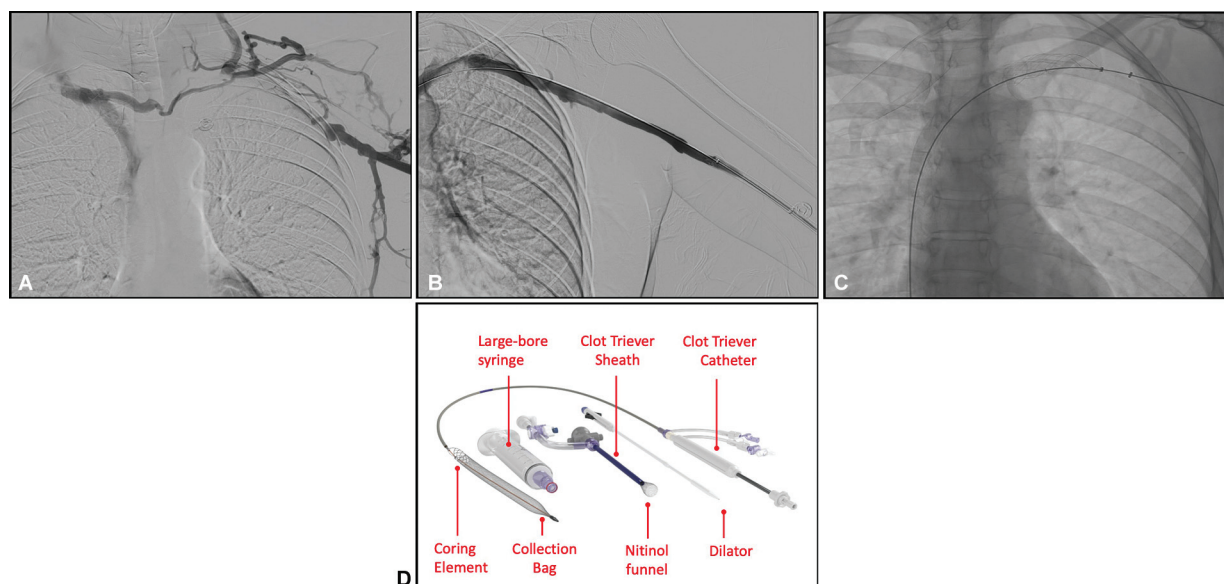 A
B
C
Large-bore
syringe
Clot Triever
Sheath
Clot Triever
Catheter
Coring
Element
Collection
Bag
Nitinol
funnel
Dilator
D